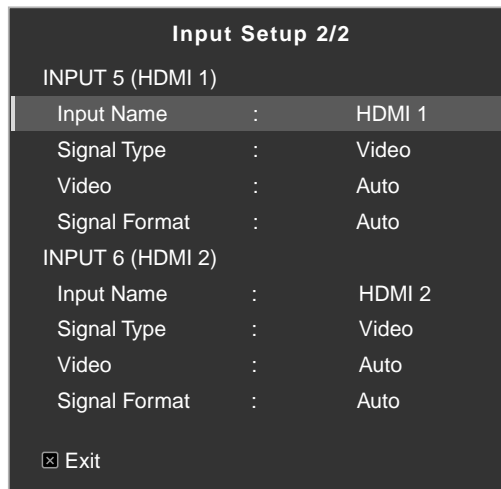 Input Setup 2/2
INPUT 5 (HDMI 1)
Input Name : HDMI 1
Signal Type : Video
Video : Auto
Signal Format : Auto
INPUT 6 (HDMI 2)
Input Name : HDMI 2
Signal Type : Video
Video : Auto
Signal Format : Auto
Exit